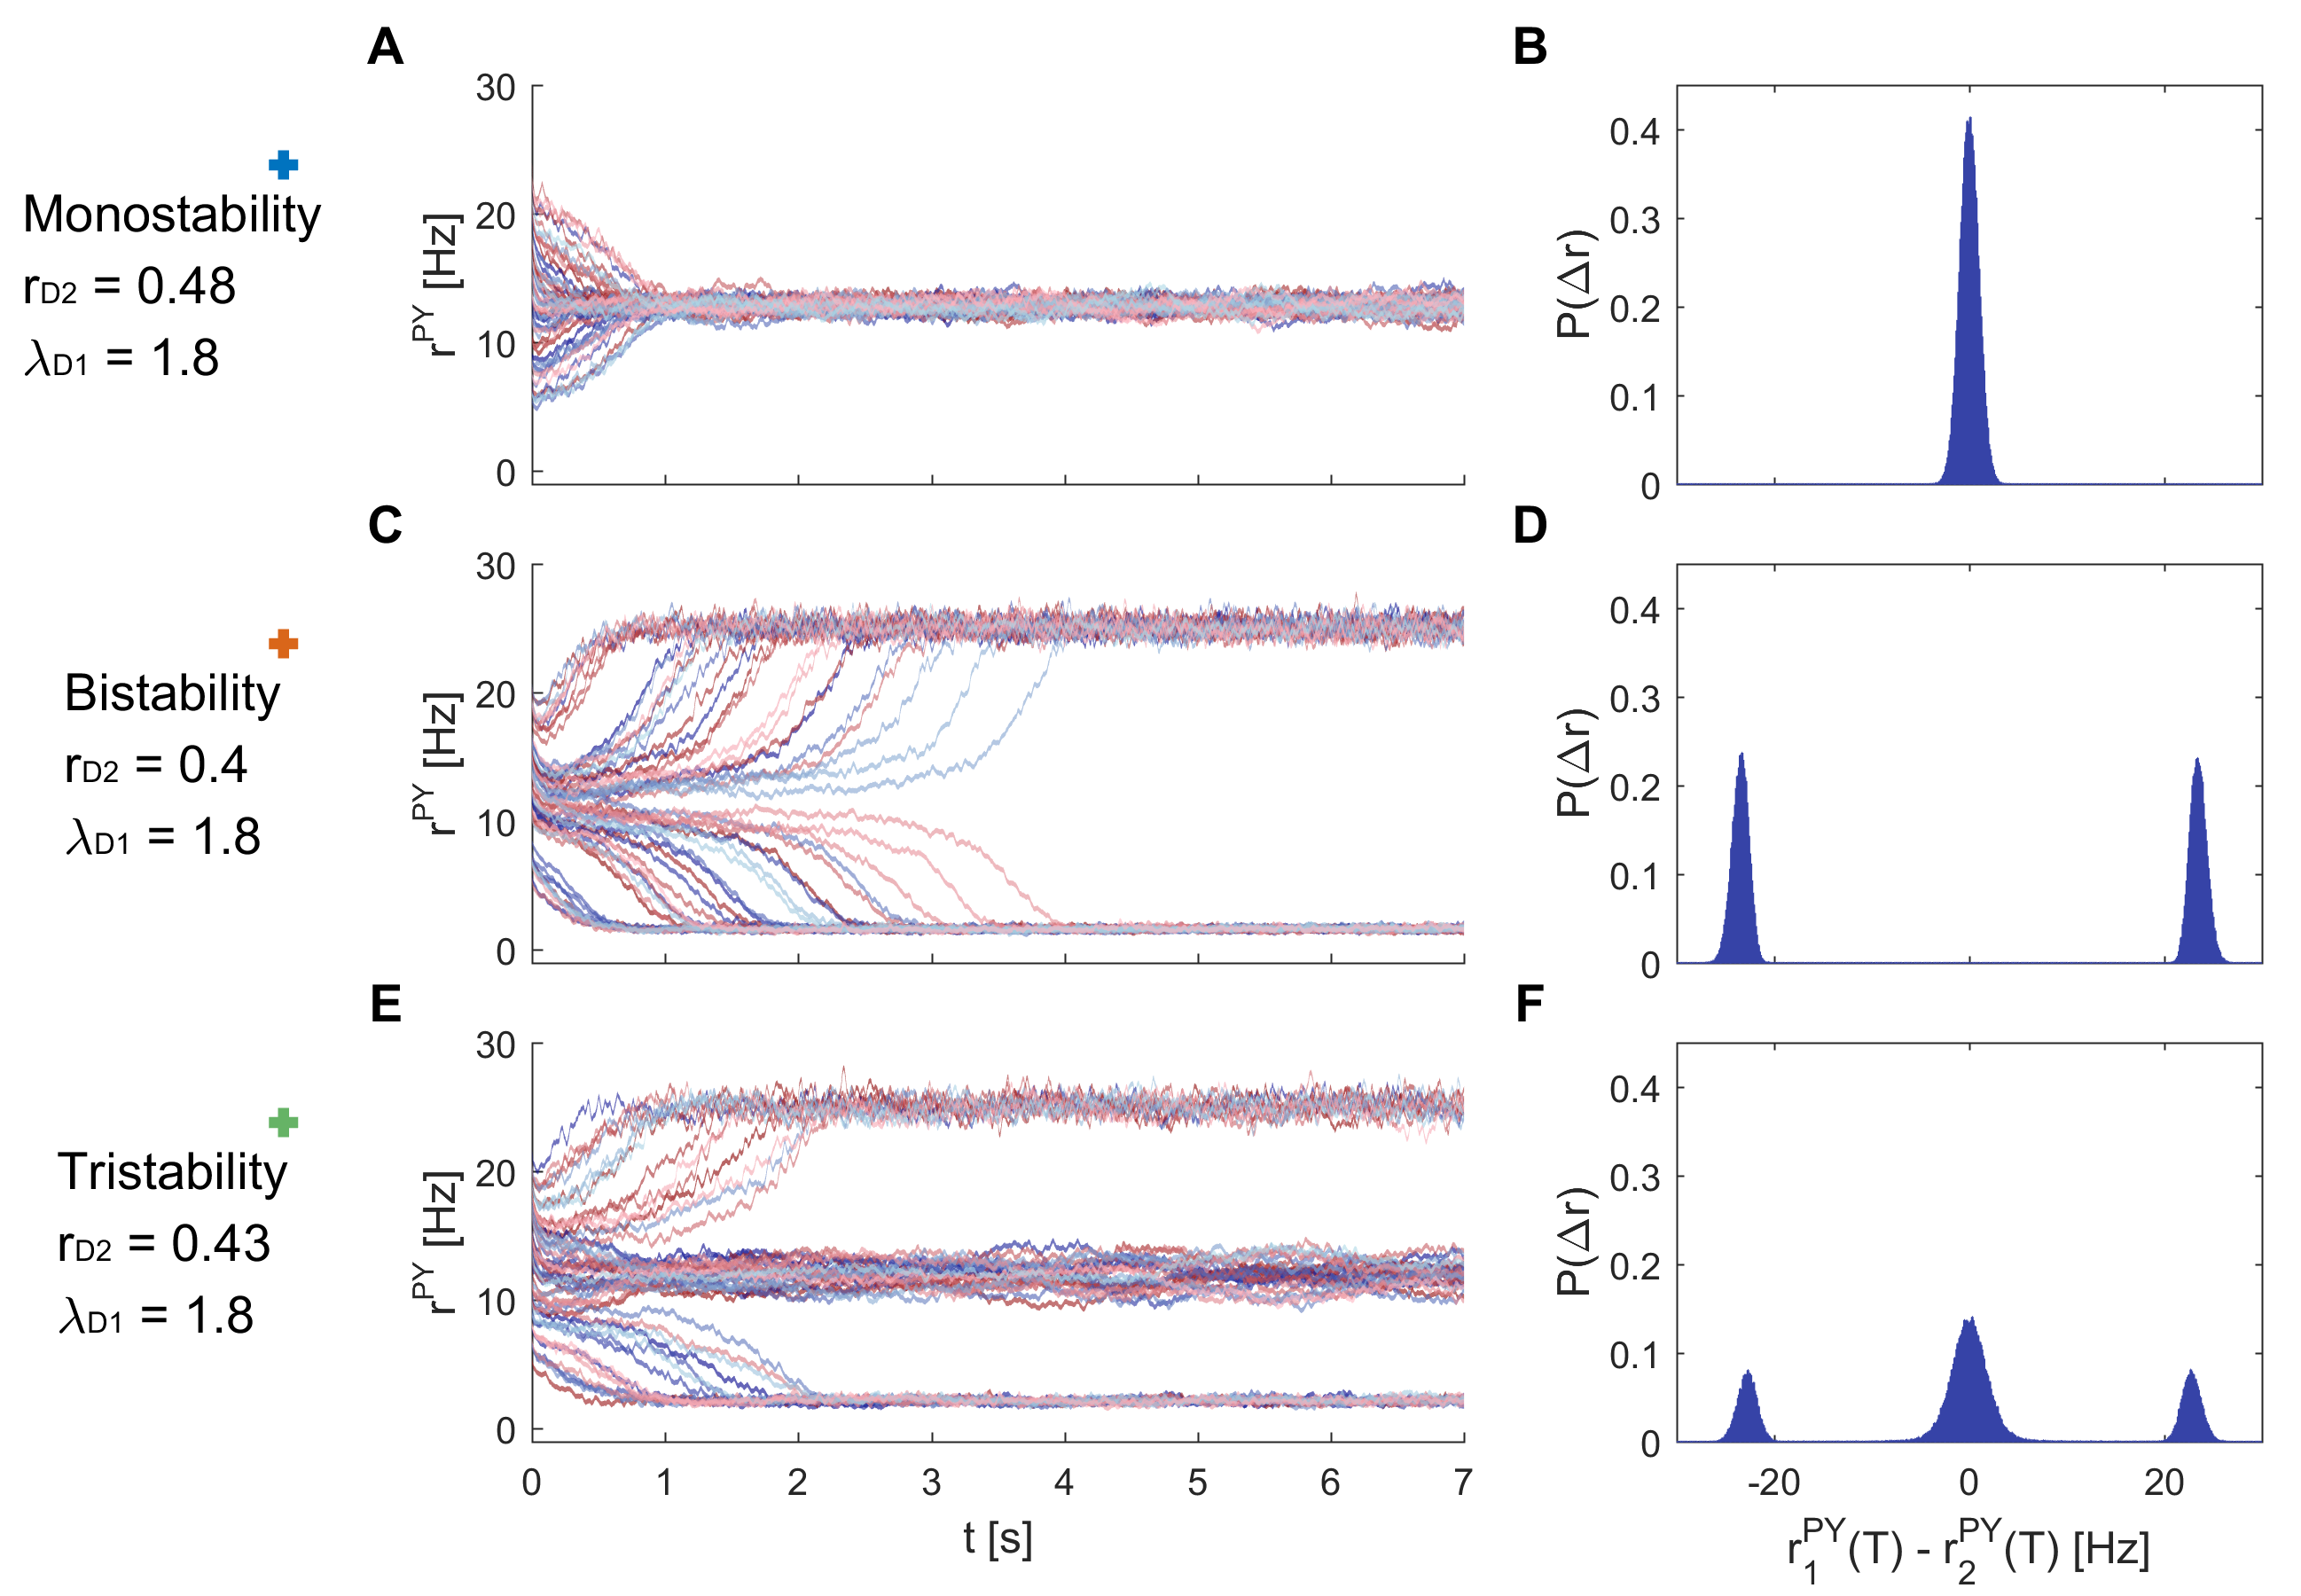 A
B
Monostability
rD2 = 0.48
λD1 = 1.8
30
20
10
0
r^PY [Hz]
0.4
0.3
0.2
0.1
0
P(Δr)
C
D
Bistability
rD2 = 0.4
λD1 = 1.8
30
20
10
0
r^PY [Hz]
0.4
0.3
0.2
0.1
0
P(Δr)
E
F
Tristability
rD2 = 0.43
λD1 = 1.8
30
20
10
0
r^PY [Hz]
0 1 2 3 4 5 6 7
t [s]
0.4
0.3
0.2
0.1
0
P(Δr)
-20 0 20
r_1^PY(T) - r_2^PY(T) [Hz]